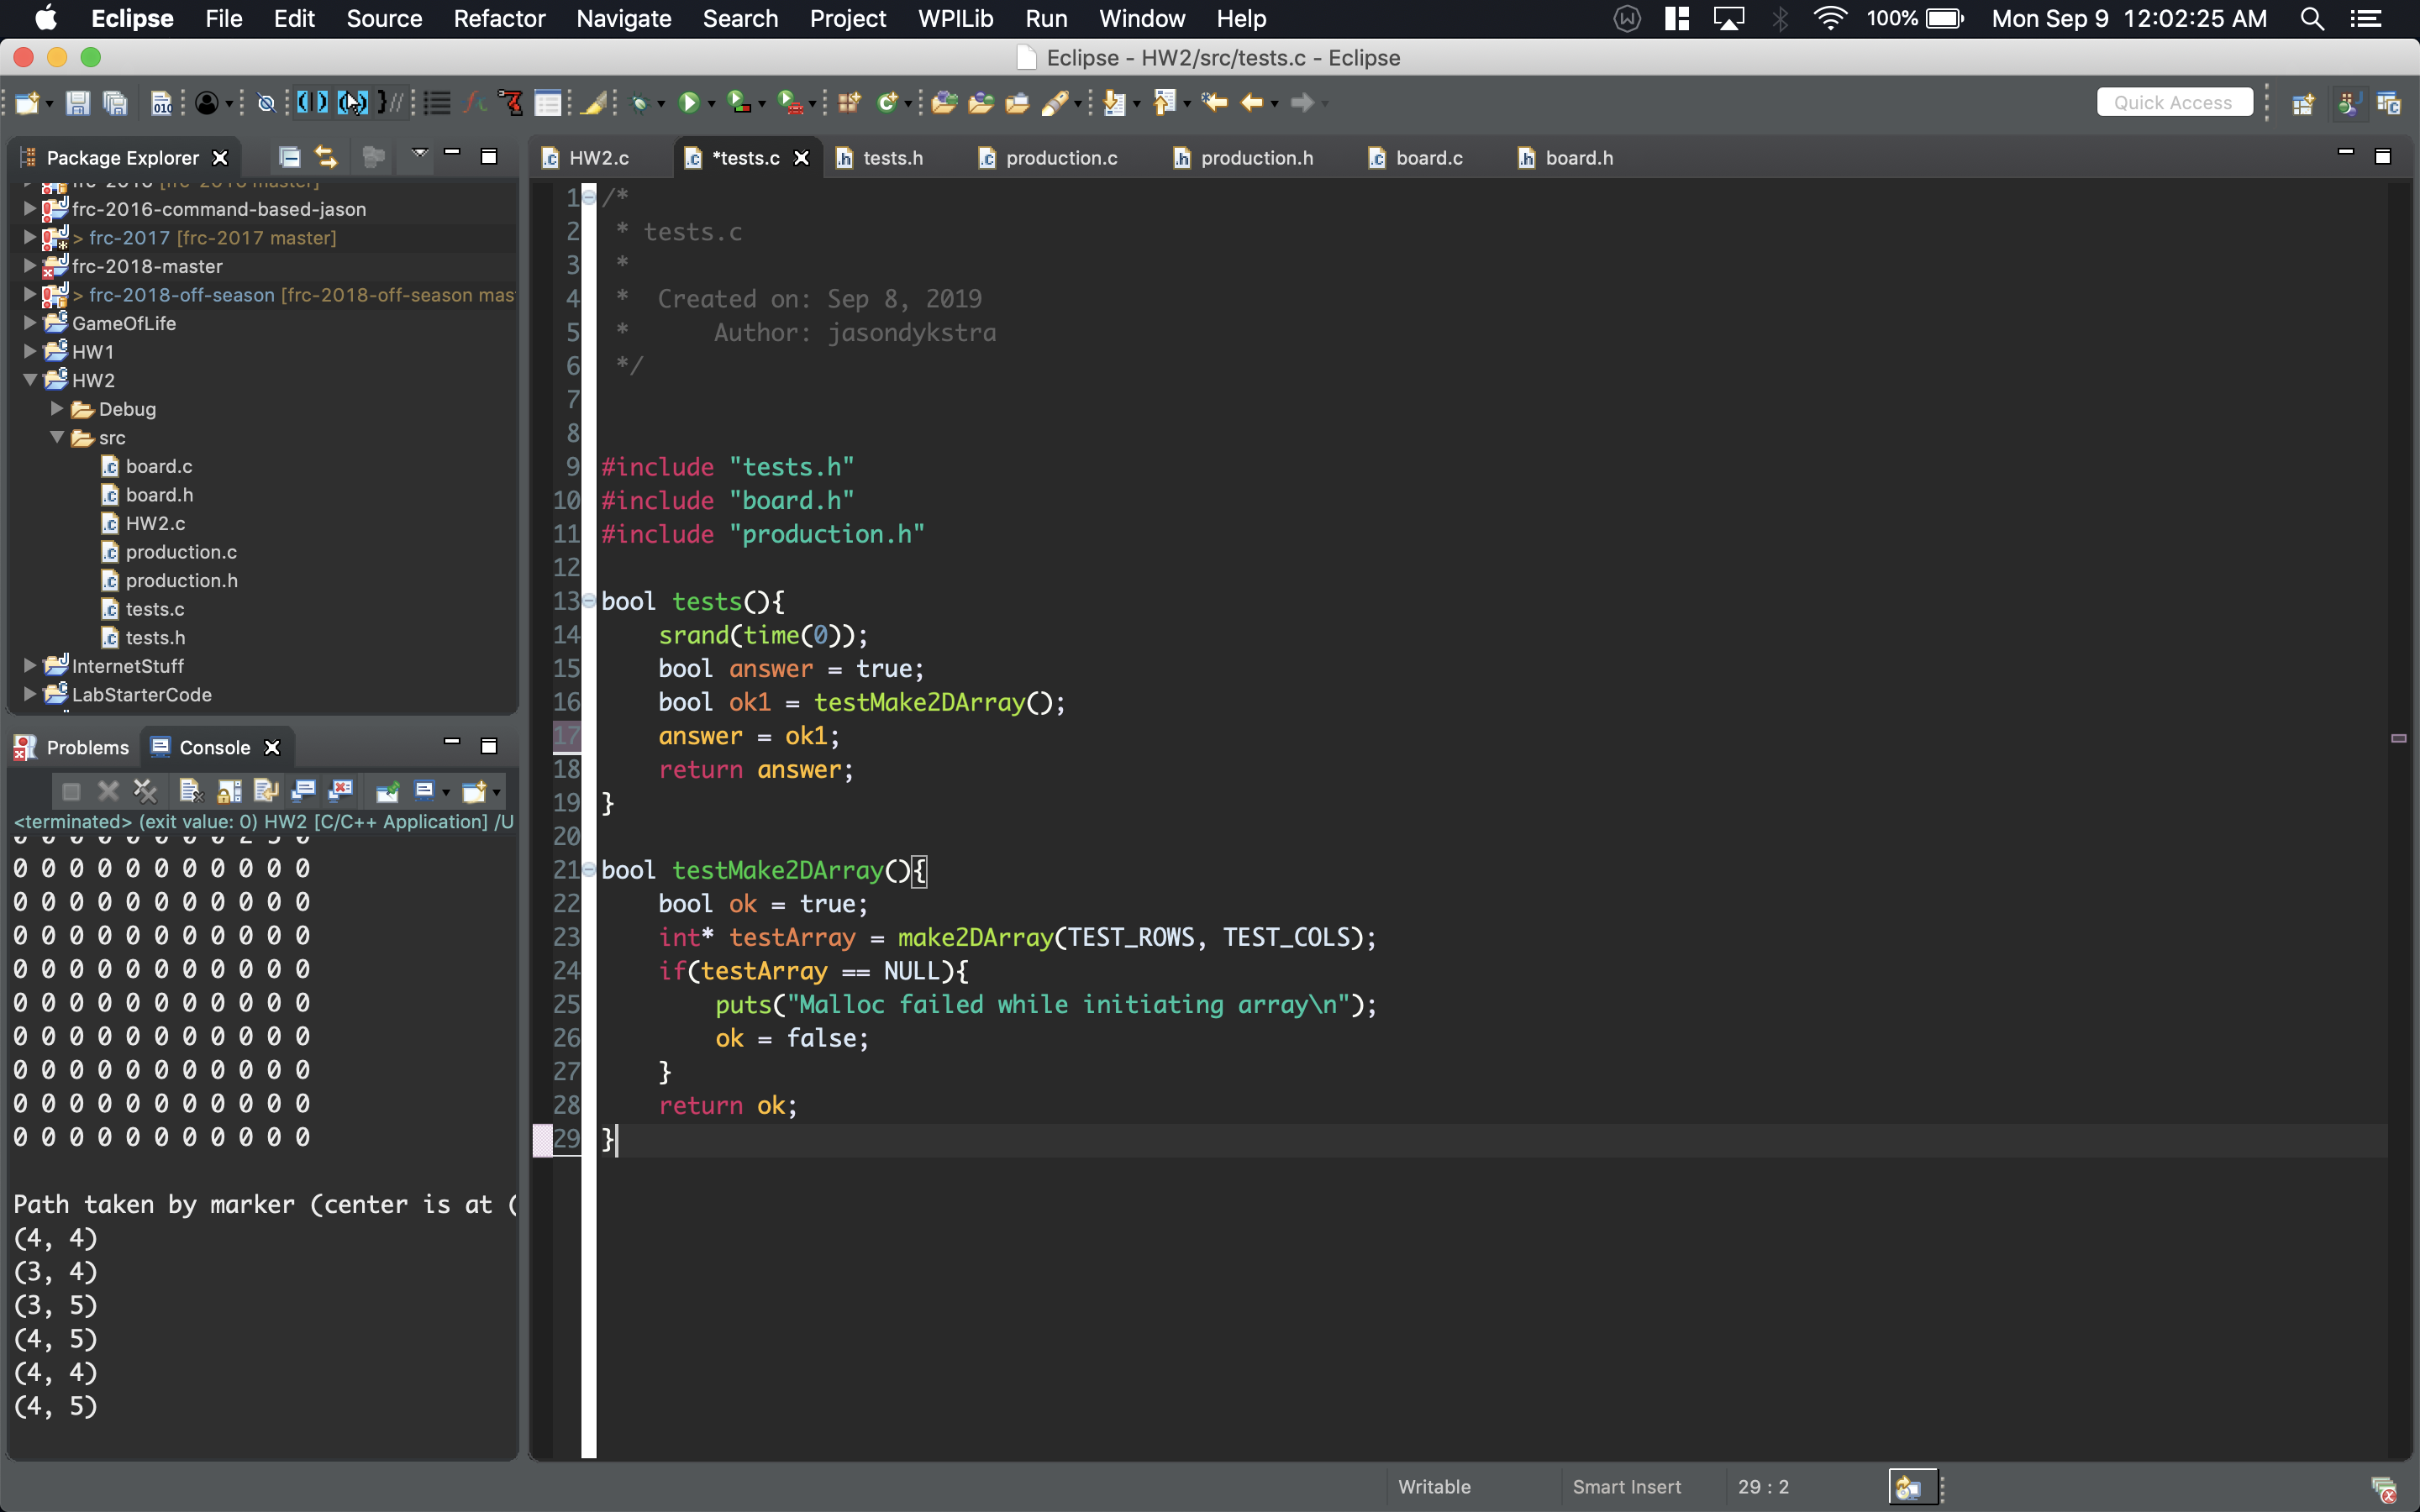 Eclipse File Edit Source Refactor Navigate Search Project WPILib Run Window Help 100% Mon Sep 9 12:02:25 AM
Eclipse - HW2/src/tests.c - Eclipse
Quick Access
Package Explorer
frc-2016-command-based-jason
> frc-2017 [frc-2017 master]
frc-2018-master
> frc-2018-off-season [frc-2018-off-season mas
GameOfLife
HW1
HW2
Debug
src
board.c
board.h
HW2.c
production.c
production.h
tests.c
tests.h
InternetStuff
LabStarterCode
Problems Console
<terminated> (exit value: 0) HW2 [C/C++ Application] /U
0 0 0 0 0 0 0 0 2 3 0
0 0 0 0 0 0 0 0 0 0 0
0 0 0 0 0 0 0 0 0 0 0
0 0 0 0 0 0 0 0 0 0 0
0 0 0 0 0 0 0 0 0 0 0
0 0 0 0 0 0 0 0 0 0 0
0 0 0 0 0 0 0 0 0 0 0
0 0 0 0 0 0 0 0 0 0 0
0 0 0 0 0 0 0 0 0 0 0
0 0 0 0 0 0 0 0 0 0 0
Path taken by marker (center is at (
(4, 4)
(3, 4)
(3, 5)
(4, 5)
(4, 4)
(4, 5)
HW2.c *tests.c tests.h production.c production.h board.c board.h
1 /*
2 * tests.c
3 *
4 * Created on: Sep 8, 2019
5 * Author: jasondykstra
6 */
7
8
9 #include "tests.h"
10 #include "board.h"
11 #include "production.h"
12
13 bool tests(){
14 srand(time(0));
15 bool answer = true;
16 bool ok1 = testMake2DArray();
17 answer = ok1;
18 return answer;
19 }
20
21 bool testMake2DArray(){
22 bool ok = true;
23 int* testArray = make2DArray(TEST_ROWS, TEST_COLS);
24 if(testArray == NULL){
25 puts("Malloc failed while initiating array\n");
26 ok = false;
27 }
28 return ok;
29 }
Writable Smart Insert 29 : 2